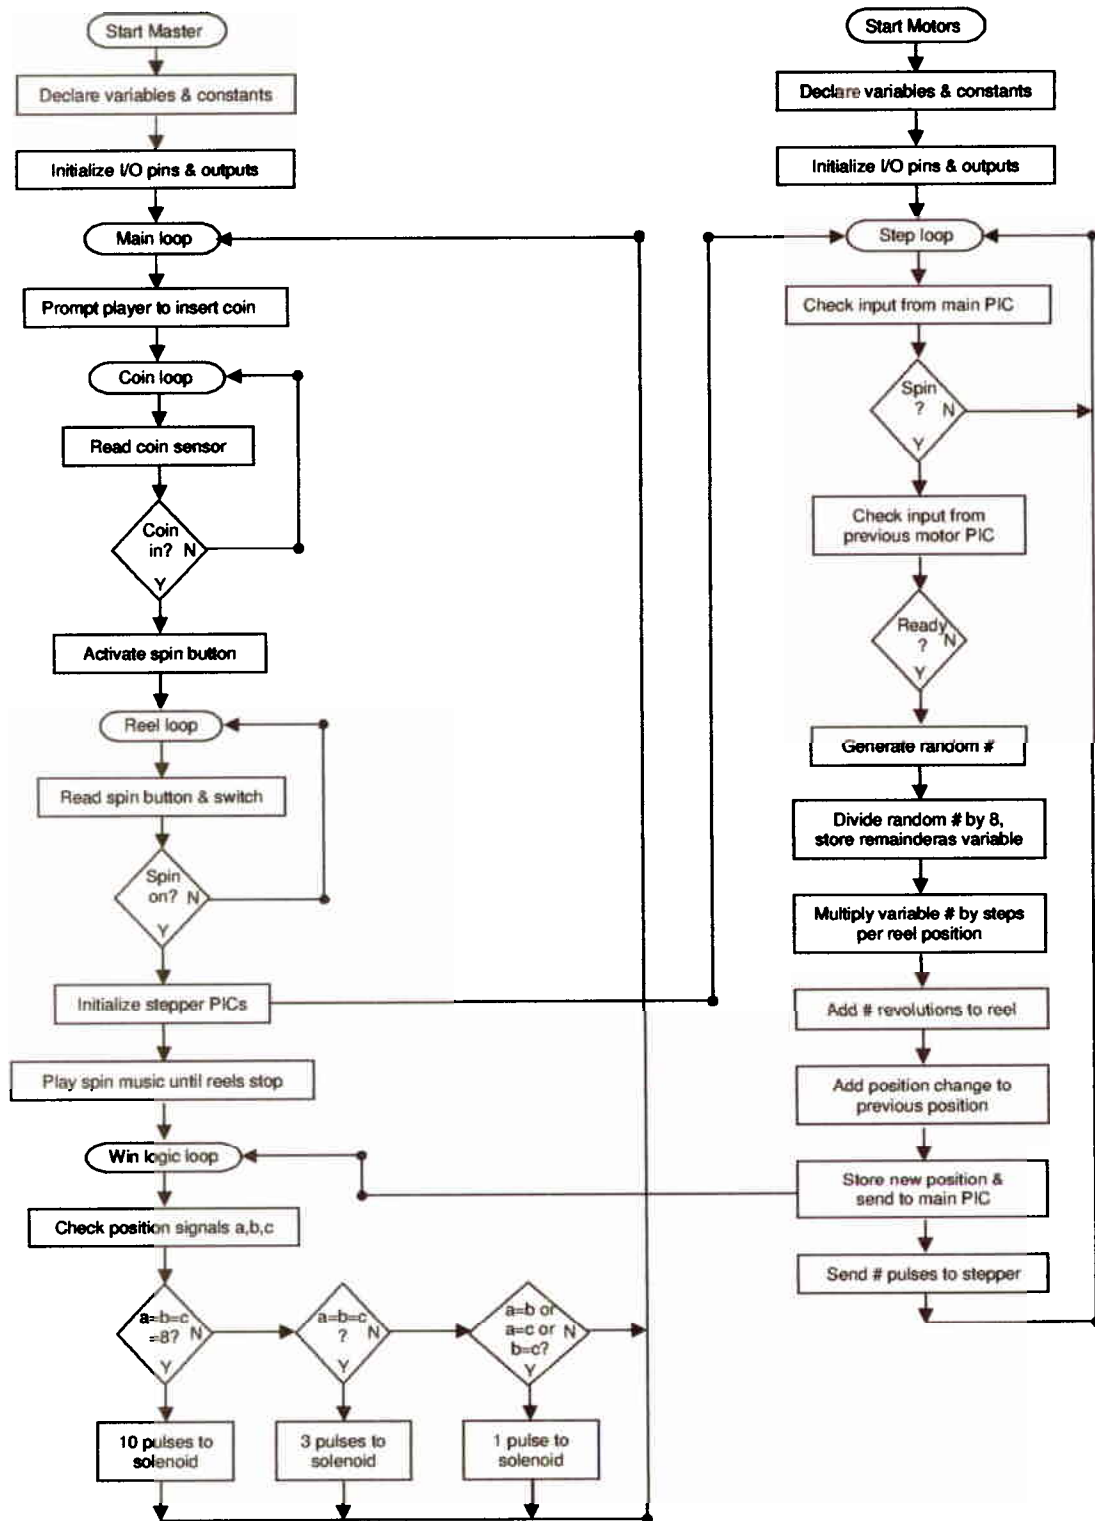 Start Master
Declare variables & constants
Initialize I/O pins & outputs
Main loop
Prompt player to insert coin
Coin loop
Read coin sensor
Coin
in? N
Y
Activate spin button
Reel loop
Read spin button & switch
Spin
on? N
Y
Initialize stepper PICs
Play spin music until reels stop
Win logic loop
Check position signals a,b,c
a=b=c
=8? N
Y
10 pulses to
solenoid
a=b=c
? N
Y
3 pulses to
solenoid
a=b or
a=c or N
b=c?
Y
1 pulse to
solenoid
Start Motors
Declare variables & constants
Initialize I/O pins & outputs
Step loop
Check input from main PIC
Spin
? N
Y
Check input from
previous motor PIC
Ready
? N
Y
Generate random #
Divide random # by 8,
store remainderas variable
Multiply variable # by steps
per reel position
Add # revolutions to reel
Add position change to
previous position
Store new position &
send to main PIC
Send # pulses to stepper